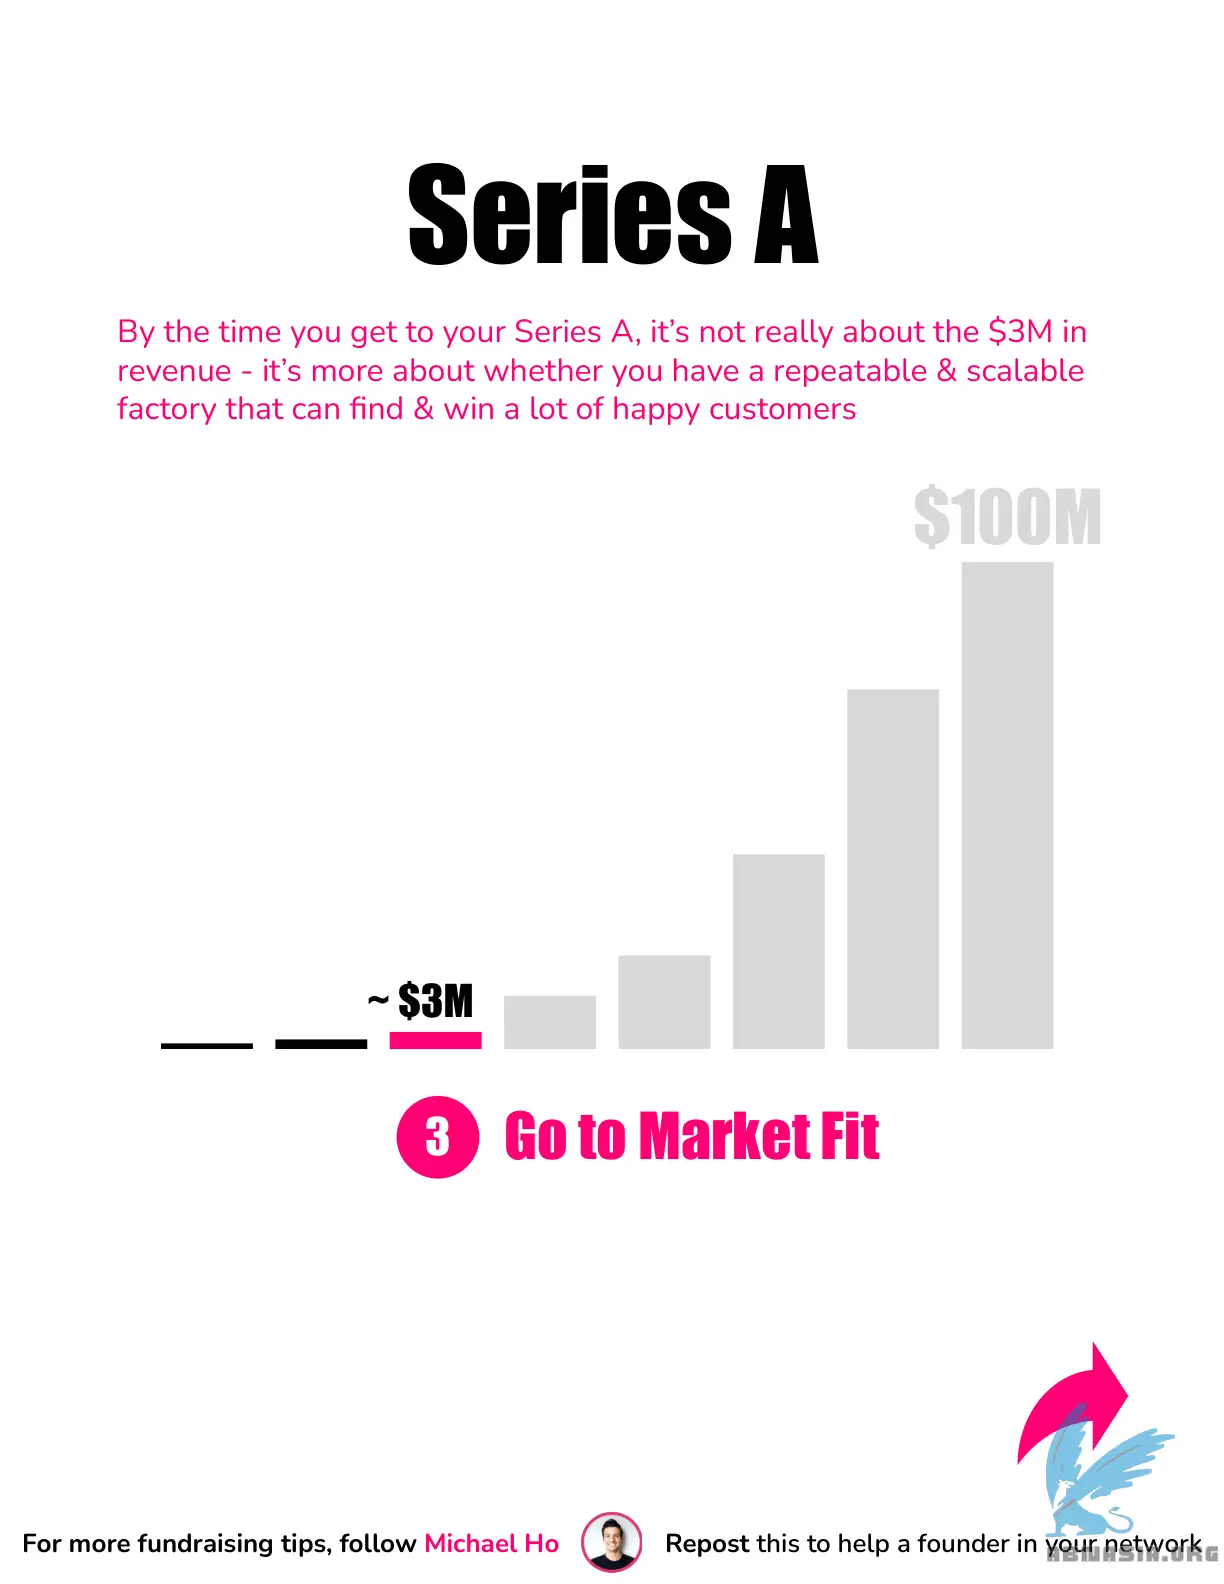 Series A
By the time you get to your Series A, it’s not really about the $3M in
revenue - it’s more about whether you have a repeatable & scalable
factory that can find & win a lot of happy customers
$100M
~ $3M
3 Go to Market Fit
For more fundraising tips, follow Michael Ho
Repost this to help a founder in your network
ABMASIA.ORG